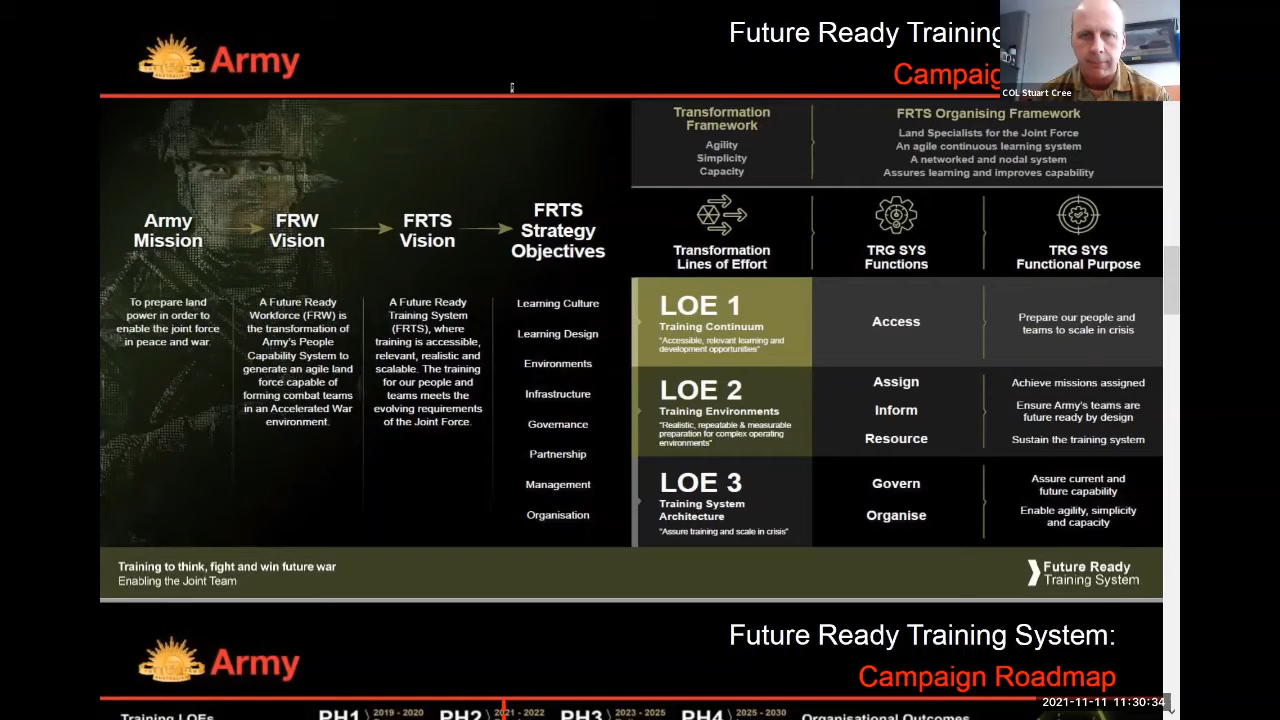 Army
Future Ready Training
Campaig
COL Stuart Cree
Transformation
Framework
Agility
Simplicity
Capacity
FRTS Organising Framework
Land Specialists for the Joint Force
An agile continuous learning system
A networked and nodal system
Assures learning and improves capability
Army
Mission
FRW
Vision
FRTS
Vision
FRTS
Strategy
Objectives
Transformation
Lines of Effort
TRG SYS
Functions
TRG SYS
Functional Purpose
To prepare land
power in order to
enable the joint force
in peace and war.
A Future Ready
Workforce (FRW) is
the transformation of
Army's People
Capability System to
generate an agile land
force capable of
forming combat teams
in an Accelerated War
environment.
A Future Ready
Training System
(FRTS), where
training is accessible,
relevant, realistic and
scalable. The training
for our people and
teams meets the
evolving requirements
of the Joint Force.
Learning Culture
Learning Design
Environments
Infrastructure
Governance
Partnership
Management
Organisation
LOE 1
Training Continuum
"Accessible, relevant learning and
development opportunities"
Access
Prepare our people and
teams to scale in crisis
LOE 2
Training Environments
"Realistic, repeatable & measurable
preparation for complex operating
environments"
Assign
Inform
Resource
Achieve missions assigned
Ensure Army's teams are
future ready by design
Sustain the training system
LOE 3
Training System
Architecture
"Assure training and scale in crisis"
Govern
Organise
Assure current and
future capability
Enable agility, simplicity
and capacity
Training to think, fight and win future war
Enabling the Joint Team
Future Ready
Training System
Army
Future Ready Training System:
Campaign Roadmap
2021-11-11 11:30:34
Training LOEs
PH1 2019 - 2020
PH2 2021 - 2022
PH3 2023 - 2025
PH4 2025 - 2030
Organisational Outcomes